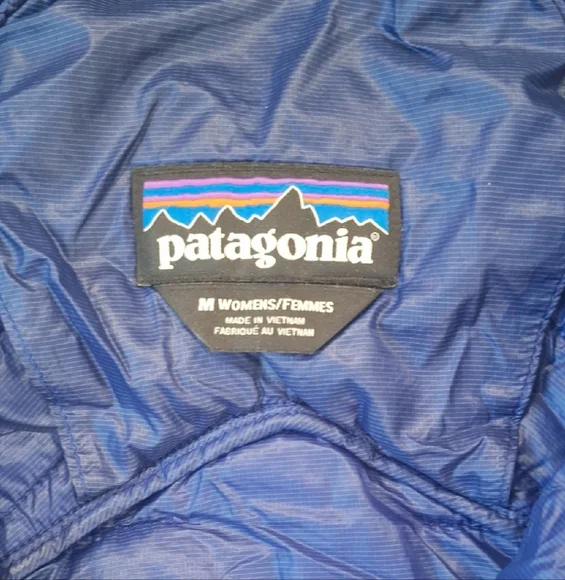 patagonia®
M WOMENS/FEMMES
MADE IN VIETNAM
FABRIQUÉ AU VIETNAM